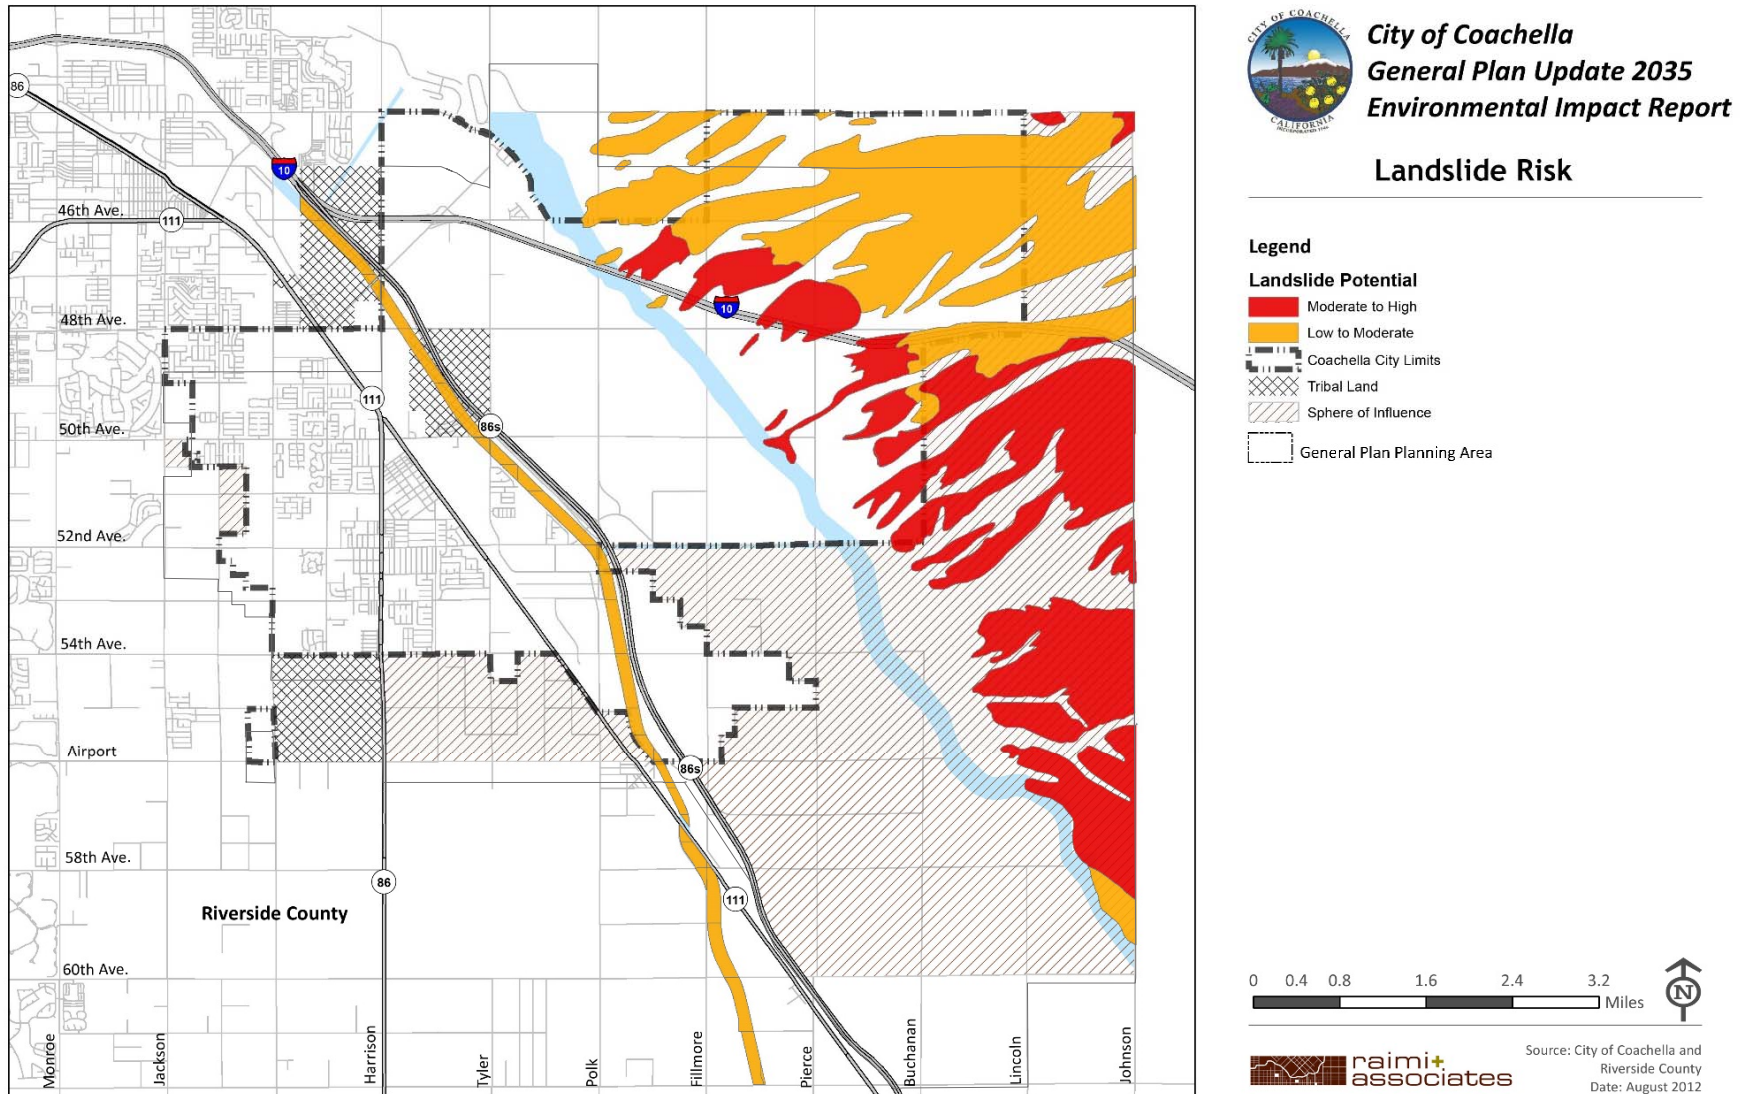 City of Coachella
General Plan Update 2035
Environmental Impact Report
CITY OF COACHELLA
CALIFORNIA
Landslide Risk
Legend
Landslide Potential
Moderate to High
Low to Moderate
Coachella City Limits
Tribal Land
Sphere of Influence
General Plan Planning Area
86
10
46th Ave.
111
10
48th Ave.
111
50th Ave.
86s
52nd Ave.
54th Ave.
Airport
86s
58th Ave.
86
111
Riverside County
60th Ave.
Monroe
Jackson
Harrison
Tyler
Polk
Fillmore
Pierce
Buchanan
Lincoln
Johnson
0 0.4 0.8 1.6 2.4 3.2
Miles
N
raimi+
associates
Source: City of Coachella and
Riverside County
Date: August 2012